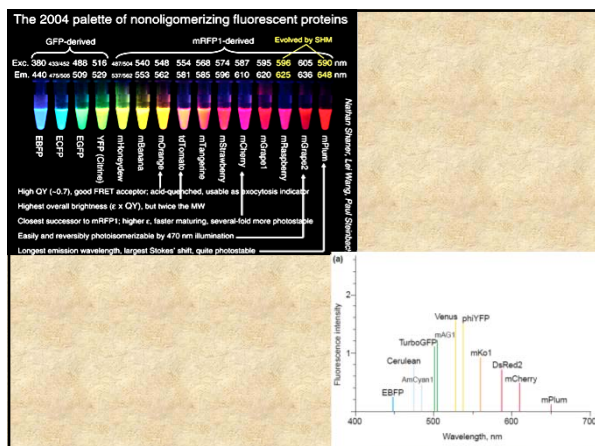 The 2004 palette of nonoligomerizing fluorescent proteins
GFP-derived mRFP1-derived Evolved by SHM
Exc. 380 433/452 488 516 487/504 540 548 554 568 574 587 595 596 605 590 nm
Em. 440 475/505 509 529 537/562 553 562 581 585 596 610 620 625 636 648 nm
EBFP ECFP EGFP YFP (Citrine) mHoneydew mBanana mOrange tdTomato mTangerine mStrawberry mCherry mGrape1 mRaspberry mGrape2 mPlum
High QY (~0.7), good FRET acceptor; acid-quenched, usable as exocytosis indicator
Highest overall brightness (ε x QY), but twice the MW
Closest successor to mRFP1; higher ε, faster maturing, several-fold more photostable
Easily and reversibly photoisomerizable by 470 nm illumination
Longest emission wavelength, largest Stokes' shift, quite photostable
Nathan Shaner, Lei Wang, Paul Steinbach
(a)
Fluorescence intensity
2
1
Venus phiYFP
mAG1
TurboGFP
mKo1
Cerulean
DsRed2
AmCyan1
mCherry
EBFP
mPlum
400 500 600 700
Wavelength, nm